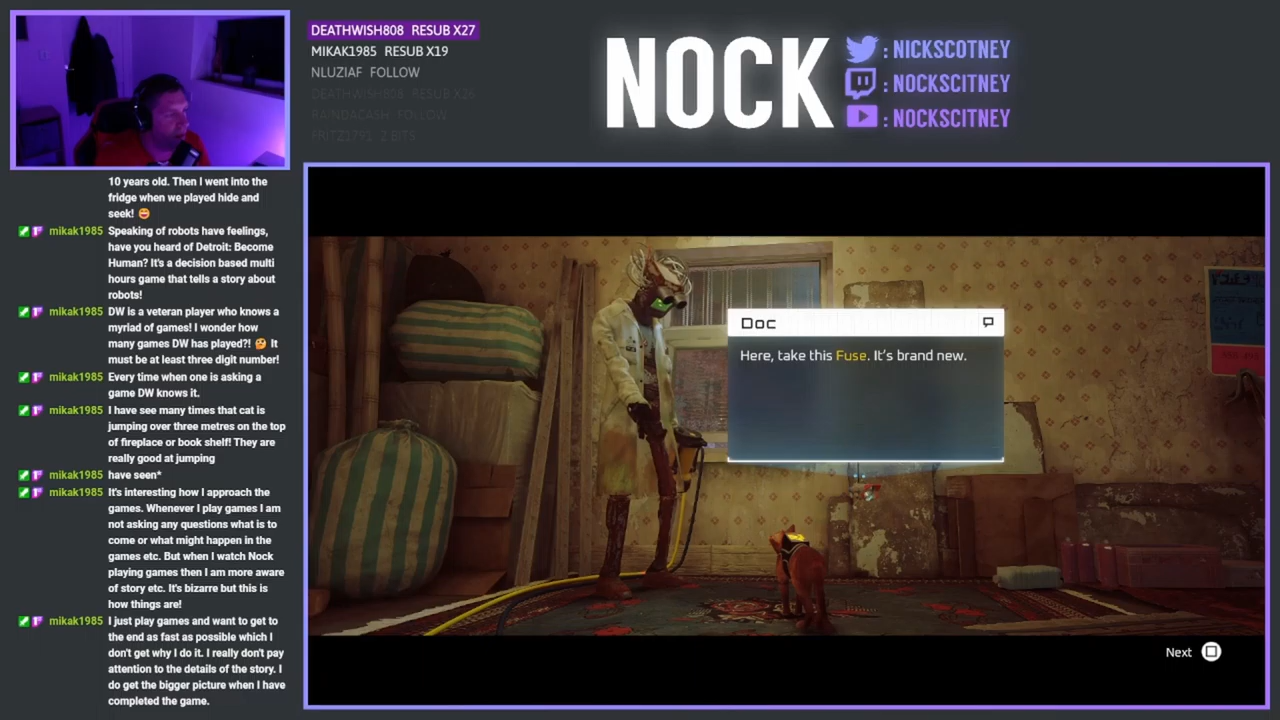 DEATHWISH808 RESUB X27
MIKAK1985 RESUB X19
NLUZIAF FOLLOW
DEATHWISH808 RESUB X26
RAINDACASH FOLLOW
FRITZ1791 2 BITS
NOCK
: NICKSCOTNEY
: NOCKSCITNEY
: NOCKSCITNEY
10 years old. Then I went into the
fridge when we played hide and
seek! 😄
mikak1985 Speaking of robots have feelings,
have you heard of Detroit: Become
Human? It's a decision based multi
hours game that tells a story about
robots!
mikak1985 DW is a veteran player who knows a
myriad of games! I wonder how
many games DW has played?! 🤔 It
must be at least three digit number!
mikak1985 Every time when one is asking a
game DW knows it.
mikak1985 I have see many times that cat is
jumping over three metres on the top
of fireplace or book shelf! They are
really good at jumping
mikak1985 have seen*
mikak1985 It's interesting how I approach the
games. Whenever I play games I am
not asking any questions what is to
come or what might happen in the
games etc. But when I watch Nock
playing games then I am more aware
of story etc. It's bizarre but this is
how things are!
mikak1985 I just play games and want to get to
the end as fast as possible which I
don't get why I do it. I really don't pay
attention to the details of the story. I
do get the bigger picture when I have
completed the game.
Doc
Here, take this Fuse. It's brand new.
Next